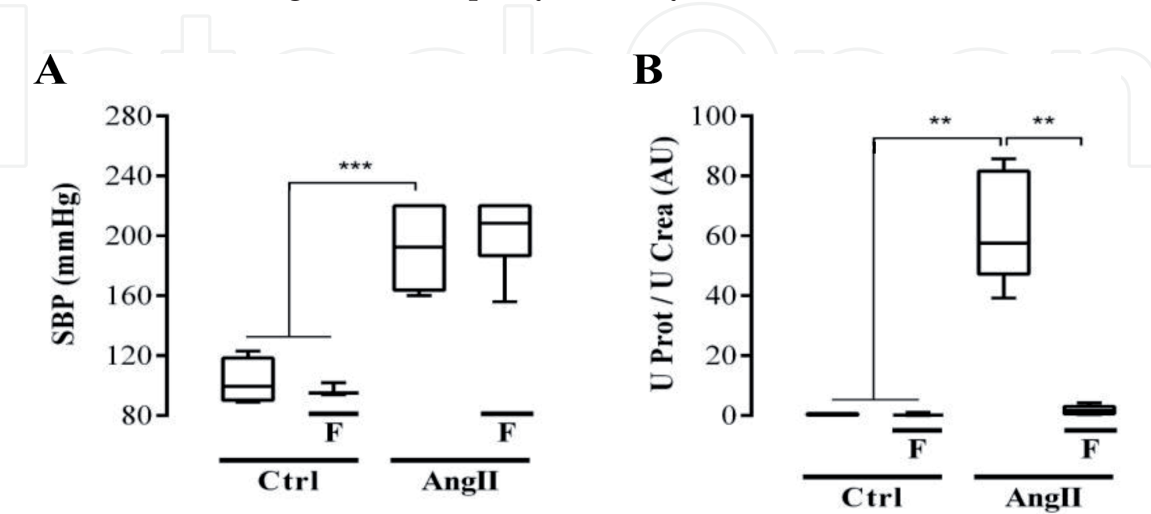 A
B
280
240
200
160
120
80
SBP (mmHg)
***
F
F
Ctrl
AngII
100
80
60
40
20
0
U Prot / U Crea (AU)
**
**
F
F
Ctrl
AngII